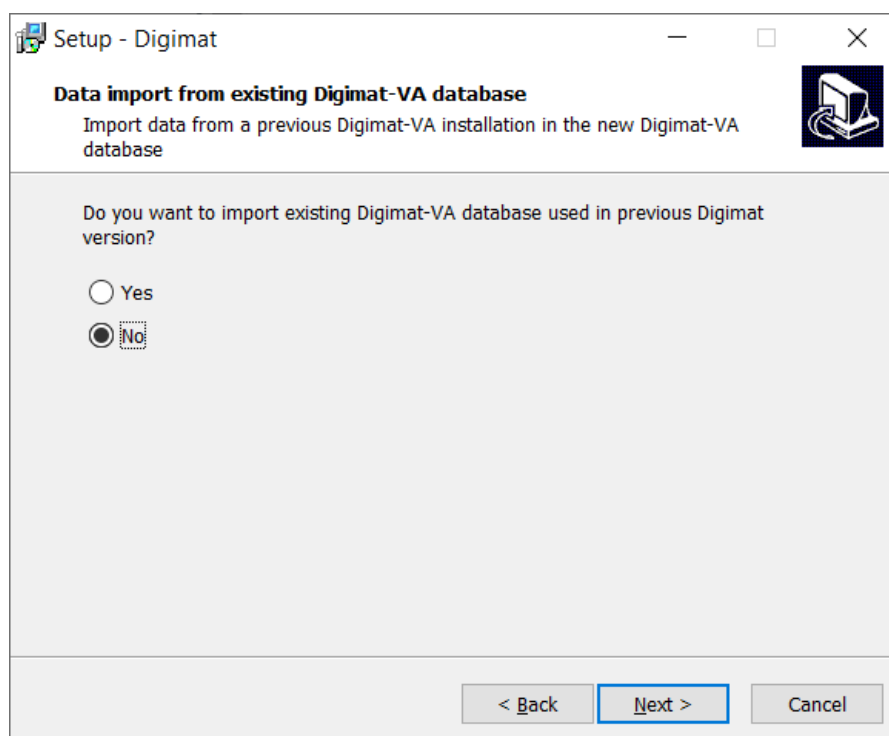 Setup - Digimat
Data import from existing Digimat-VA database
Import data from a previous Digimat-VA installation in the new Digimat-VA
database
Do you want to import existing Digimat-VA database used in previous Digimat
version?
Yes
No
< Back Next > Cancel